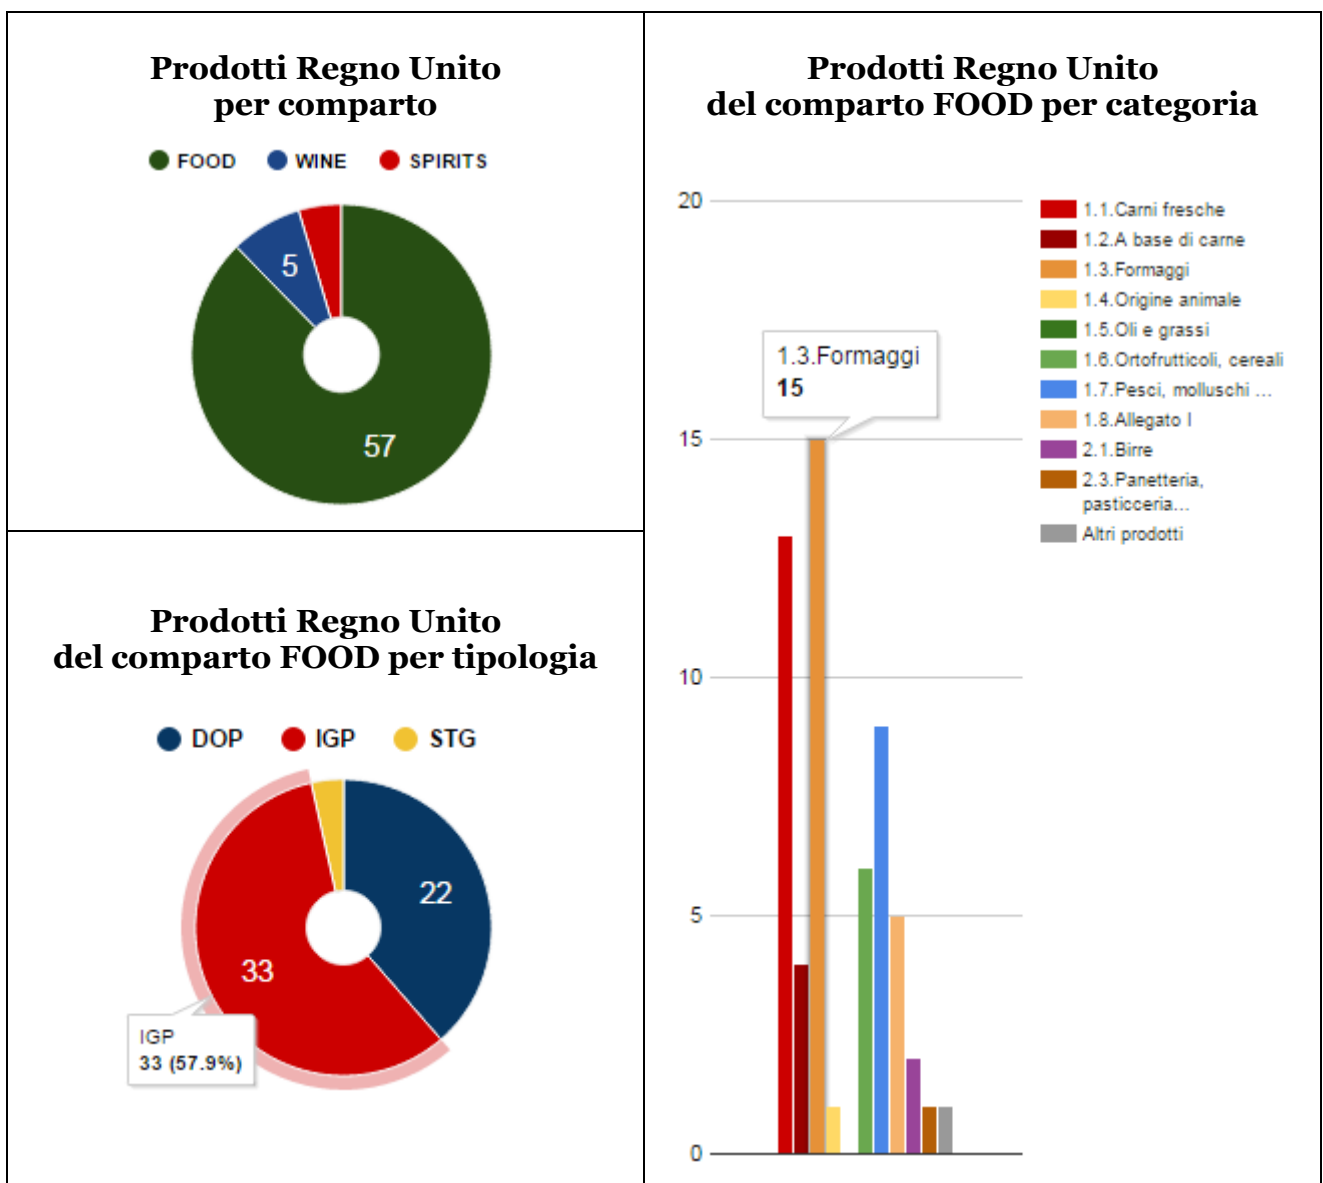 Prodotti Regno Unito
per comparto
FOOD WINE SPIRITS
5
57
Prodotti Regno Unito
del comparto FOOD per tipologia
DOP IGP STG
22
33
IGP
33 (57.9%)
Prodotti Regno Unito
del comparto FOOD per categoria
20
15
10
5
0
1.3.Formaggi
15
1.1.Carni fresche
1.2.A base di carne
1.3.Formaggi
1.4.Origine animale
1.5.Oli e grassi
1.6.Ortofrutticoli, cereali
1.7.Pesci, molluschi ...
1.8.Allegato I
2.1.Birre
2.3.Panetteria,
pasticceria...
Altri prodotti